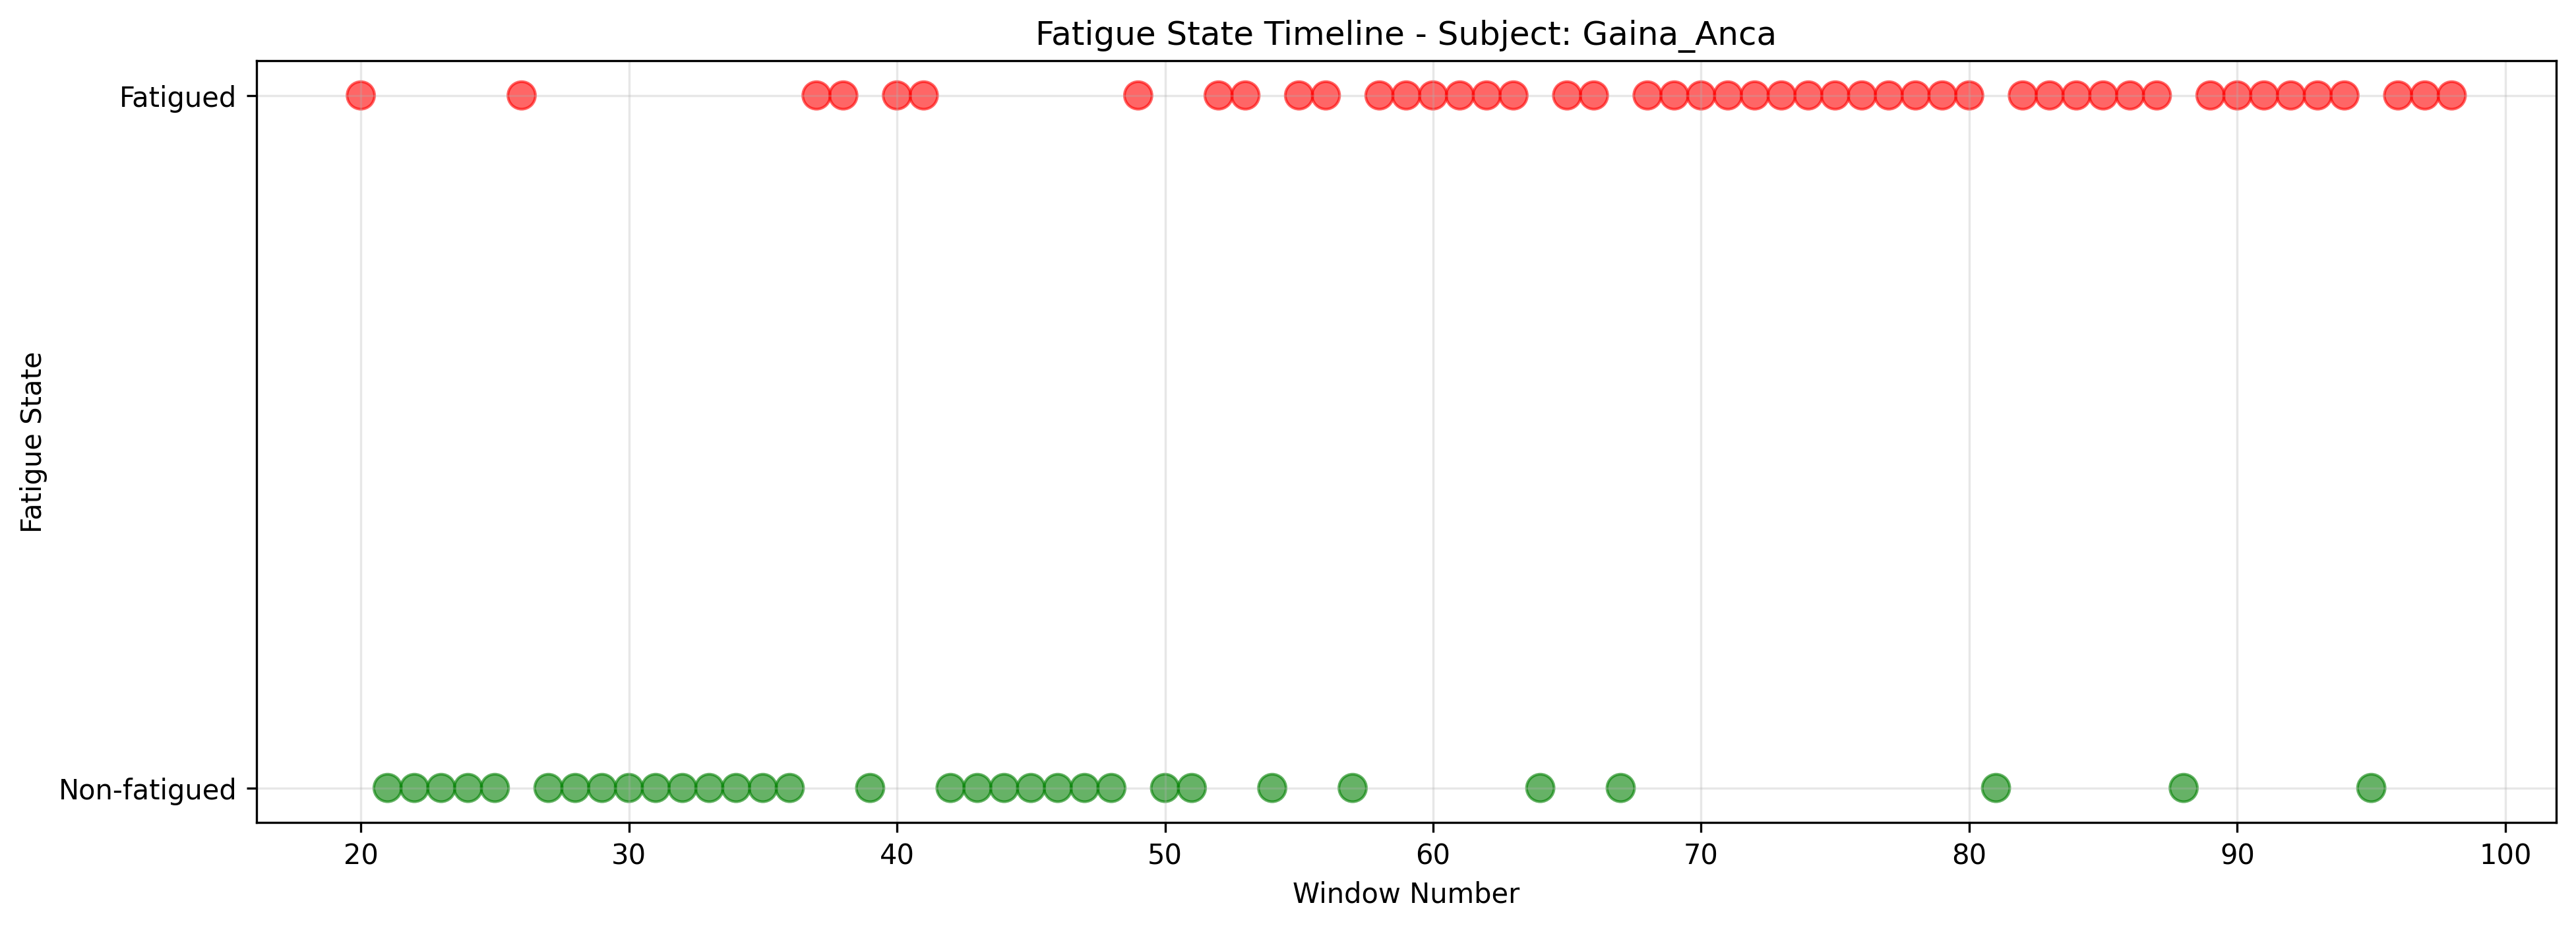 Fatigue State Timeline - Subject: Gaina_Anca
Fatigued
Fatigue State
Non-fatigued
20 30 40 50 60 70 80 90 100
Window Number